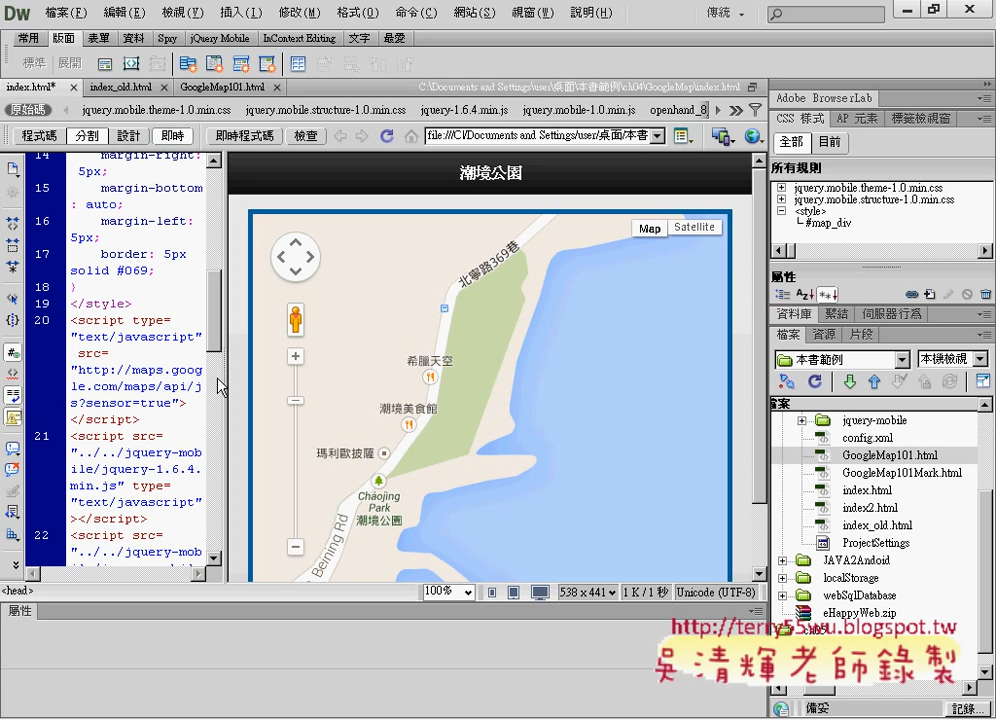 Dw 檔案(F) 編輯(E) 檢視(V) 插入(I) 修改(M) 格式(O) 命令(C) 網站(S) 視窗(W) 說明(H) 傳統
常用 版面 表單 資料 Spry jQuery Mobile InContext Editing 文字 最愛
標準 展開
index.html* index_old.html GoogleMap101.html C:\Documents and Settings\user\桌面\本書範例\ch04\GoogleMap\index.html
原始碼 jquery.mobile.theme-1.0.min.css jquery.mobile.structure-1.0.min.css jquery-1.6.4.min.js jquery.mobile-1.0.min.js openhand_8
程式碼 分割 設計 即時 即時程式碼 檢查 file:///C|/Documents and Settings/user/桌面/本書
14 margin-right:
5px;
15 margin-bottom
: auto;
16 margin-left:
5px;
17 border: 5px
solid #069;
18 }
19 </style>
20 <script type=
"text/javascript"
src=
"http://maps.goog
le.com/maps/api/j
s?sensor=true">
</script>
21 <script src=
"../../jquery-mob
ile/jquery-1.6.4.
min.js" type=
"text/javascript"
></script>
22 <script src=
"../../jquery-mob
潮境公園
Map Satellite
北寧路369巷
希臘天空
潮境美食館
瑪利歐披薩
Chaojing
Park
潮境公園
Beining Rd
<head> 100% 538 x 441 1 K / 1 秒 Unicode (UTF-8)
屬性
Adobe BrowserLab
CSS 樣式 AP 元素 標籤檢視窗
全部 目前
所有規則
jquery.mobile.theme-1.0.min.css
jquery.mobile.structure-1.0.min.css
<style>
#map_div
屬性
資料庫 繫結 伺服器行為
檔案 資源 片段
本書範例 本機檢視
檔案
jquery-mobile
config.xml
GoogleMap101.html
GoogleMap101Mark.html
index.html
index2.html
index_old.html
ProjectSettings
JAVA2Andoid
localStorage
webSqlDatabase
eHappyWeb.zip
ch05
http://terry55wu.blogspot.tw
吳清輝老師錄製
備妥 記錄...